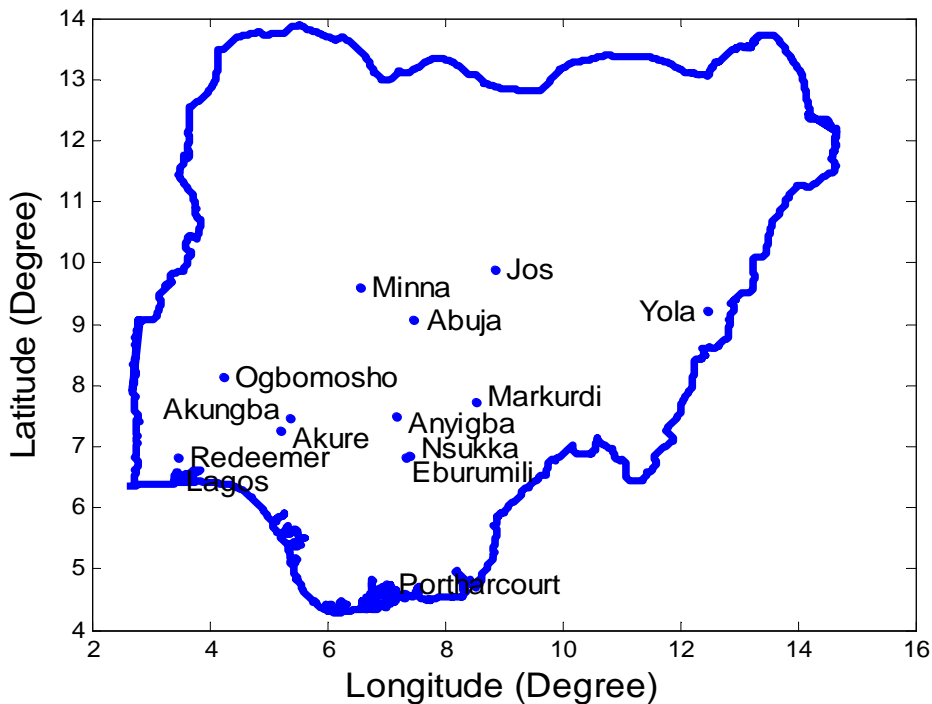 14
13
12
11
10
9
8
7
6
5
4
Latitude (Degree)
Jos
Minna
Abuja
Yola
Ogbomosho
Markurdi
Akungba
Anyigba
Akure
Nsukka
Redeemer
Eburumili
Lagos
Portharcourt
2 4 6 8 10 12 14 16
Longitude (Degree)